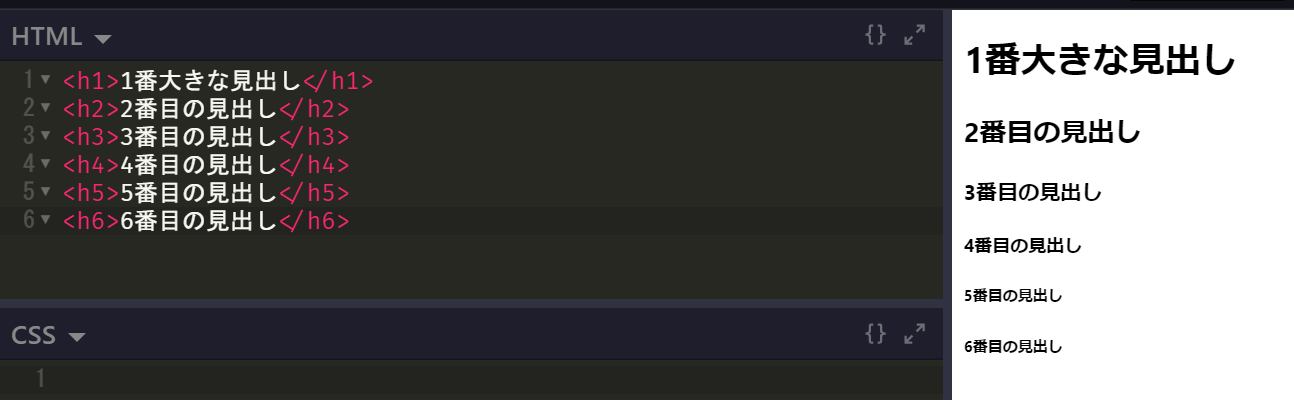 HTML
1 <h1>1番大きな見出し</h1>
2 <h2>2番目の見出し</h2>
3 <h3>3番目の見出し</h3>
4 <h4>4番目の見出し</h4>
5 <h5>5番目の見出し</h5>
6 <h6>6番目の見出し</h6>
CSS
1
1番大きな見出し
2番目の見出し
3番目の見出し
4番目の見出し
5番目の見出し
6番目の見出し